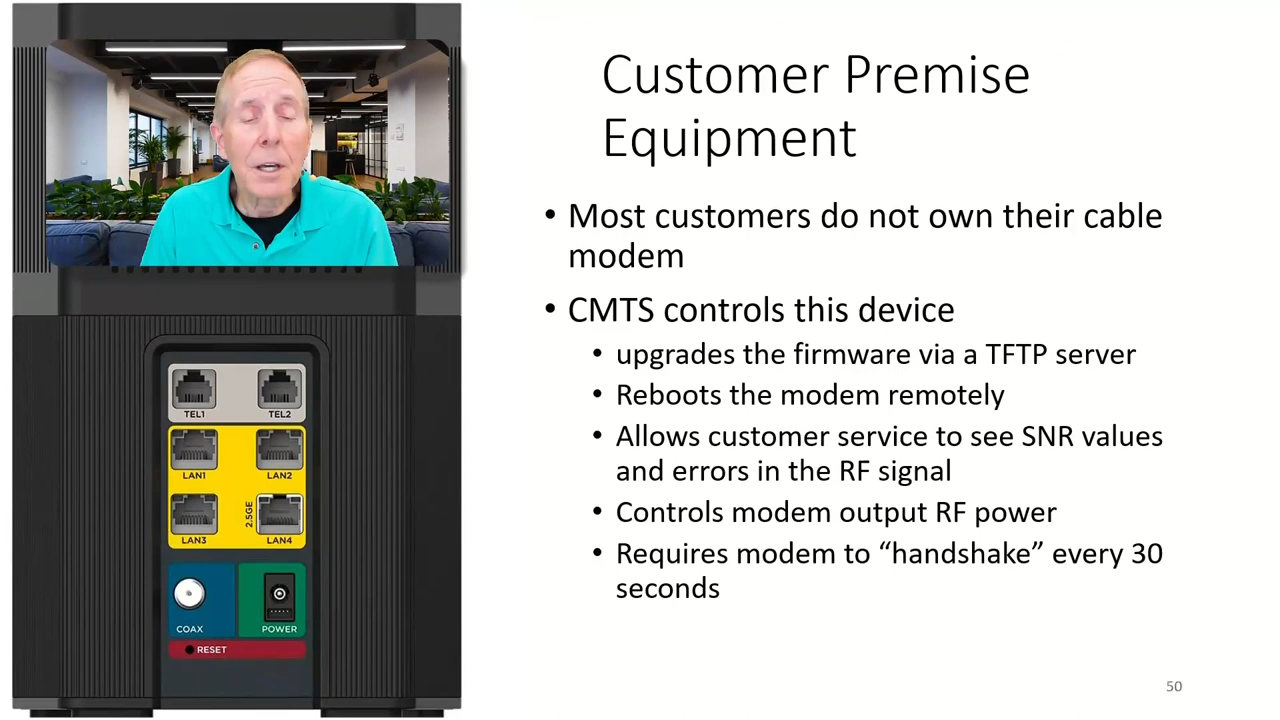 Customer Premise
Equipment
• Most customers do not own their cable
modem
• CMTS controls this device
• upgrades the firmware via a TFTP server
• Reboots the modem remotely
• Allows customer service to see SNR values
and errors in the RF signal
• Controls modem output RF power
• Requires modem to “handshake” every 30
seconds
TEL1 TEL2
LAN1 LAN2
2.5GE
LAN3 LAN4
COAX POWER
RESET
50